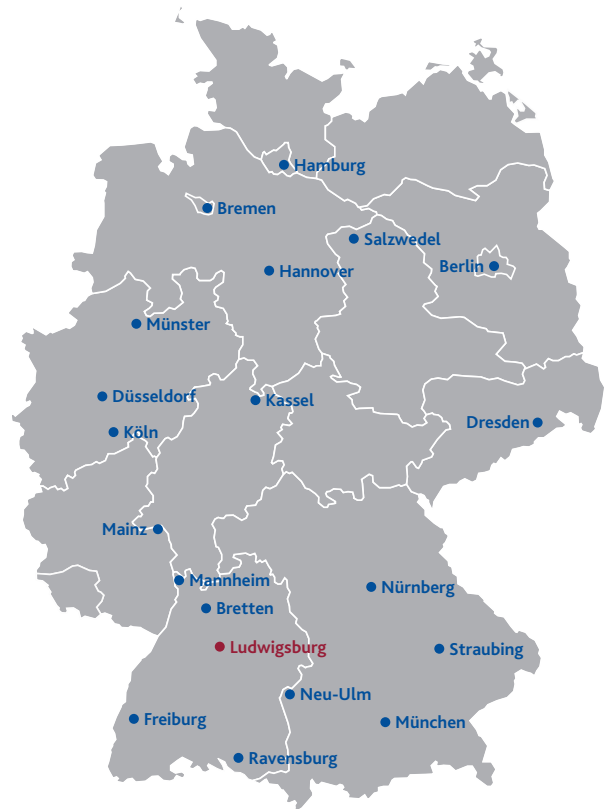 Hamburg
Bremen
Salzwedel
Berlin
Hannover
Münster
Düsseldorf
Kassel
Dresden
Köln
Mainz
Mannheim
Nürnberg
Bretten
Ludwigsburg
Straubing
Neu-Ulm
Freiburg
München
Ravensburg